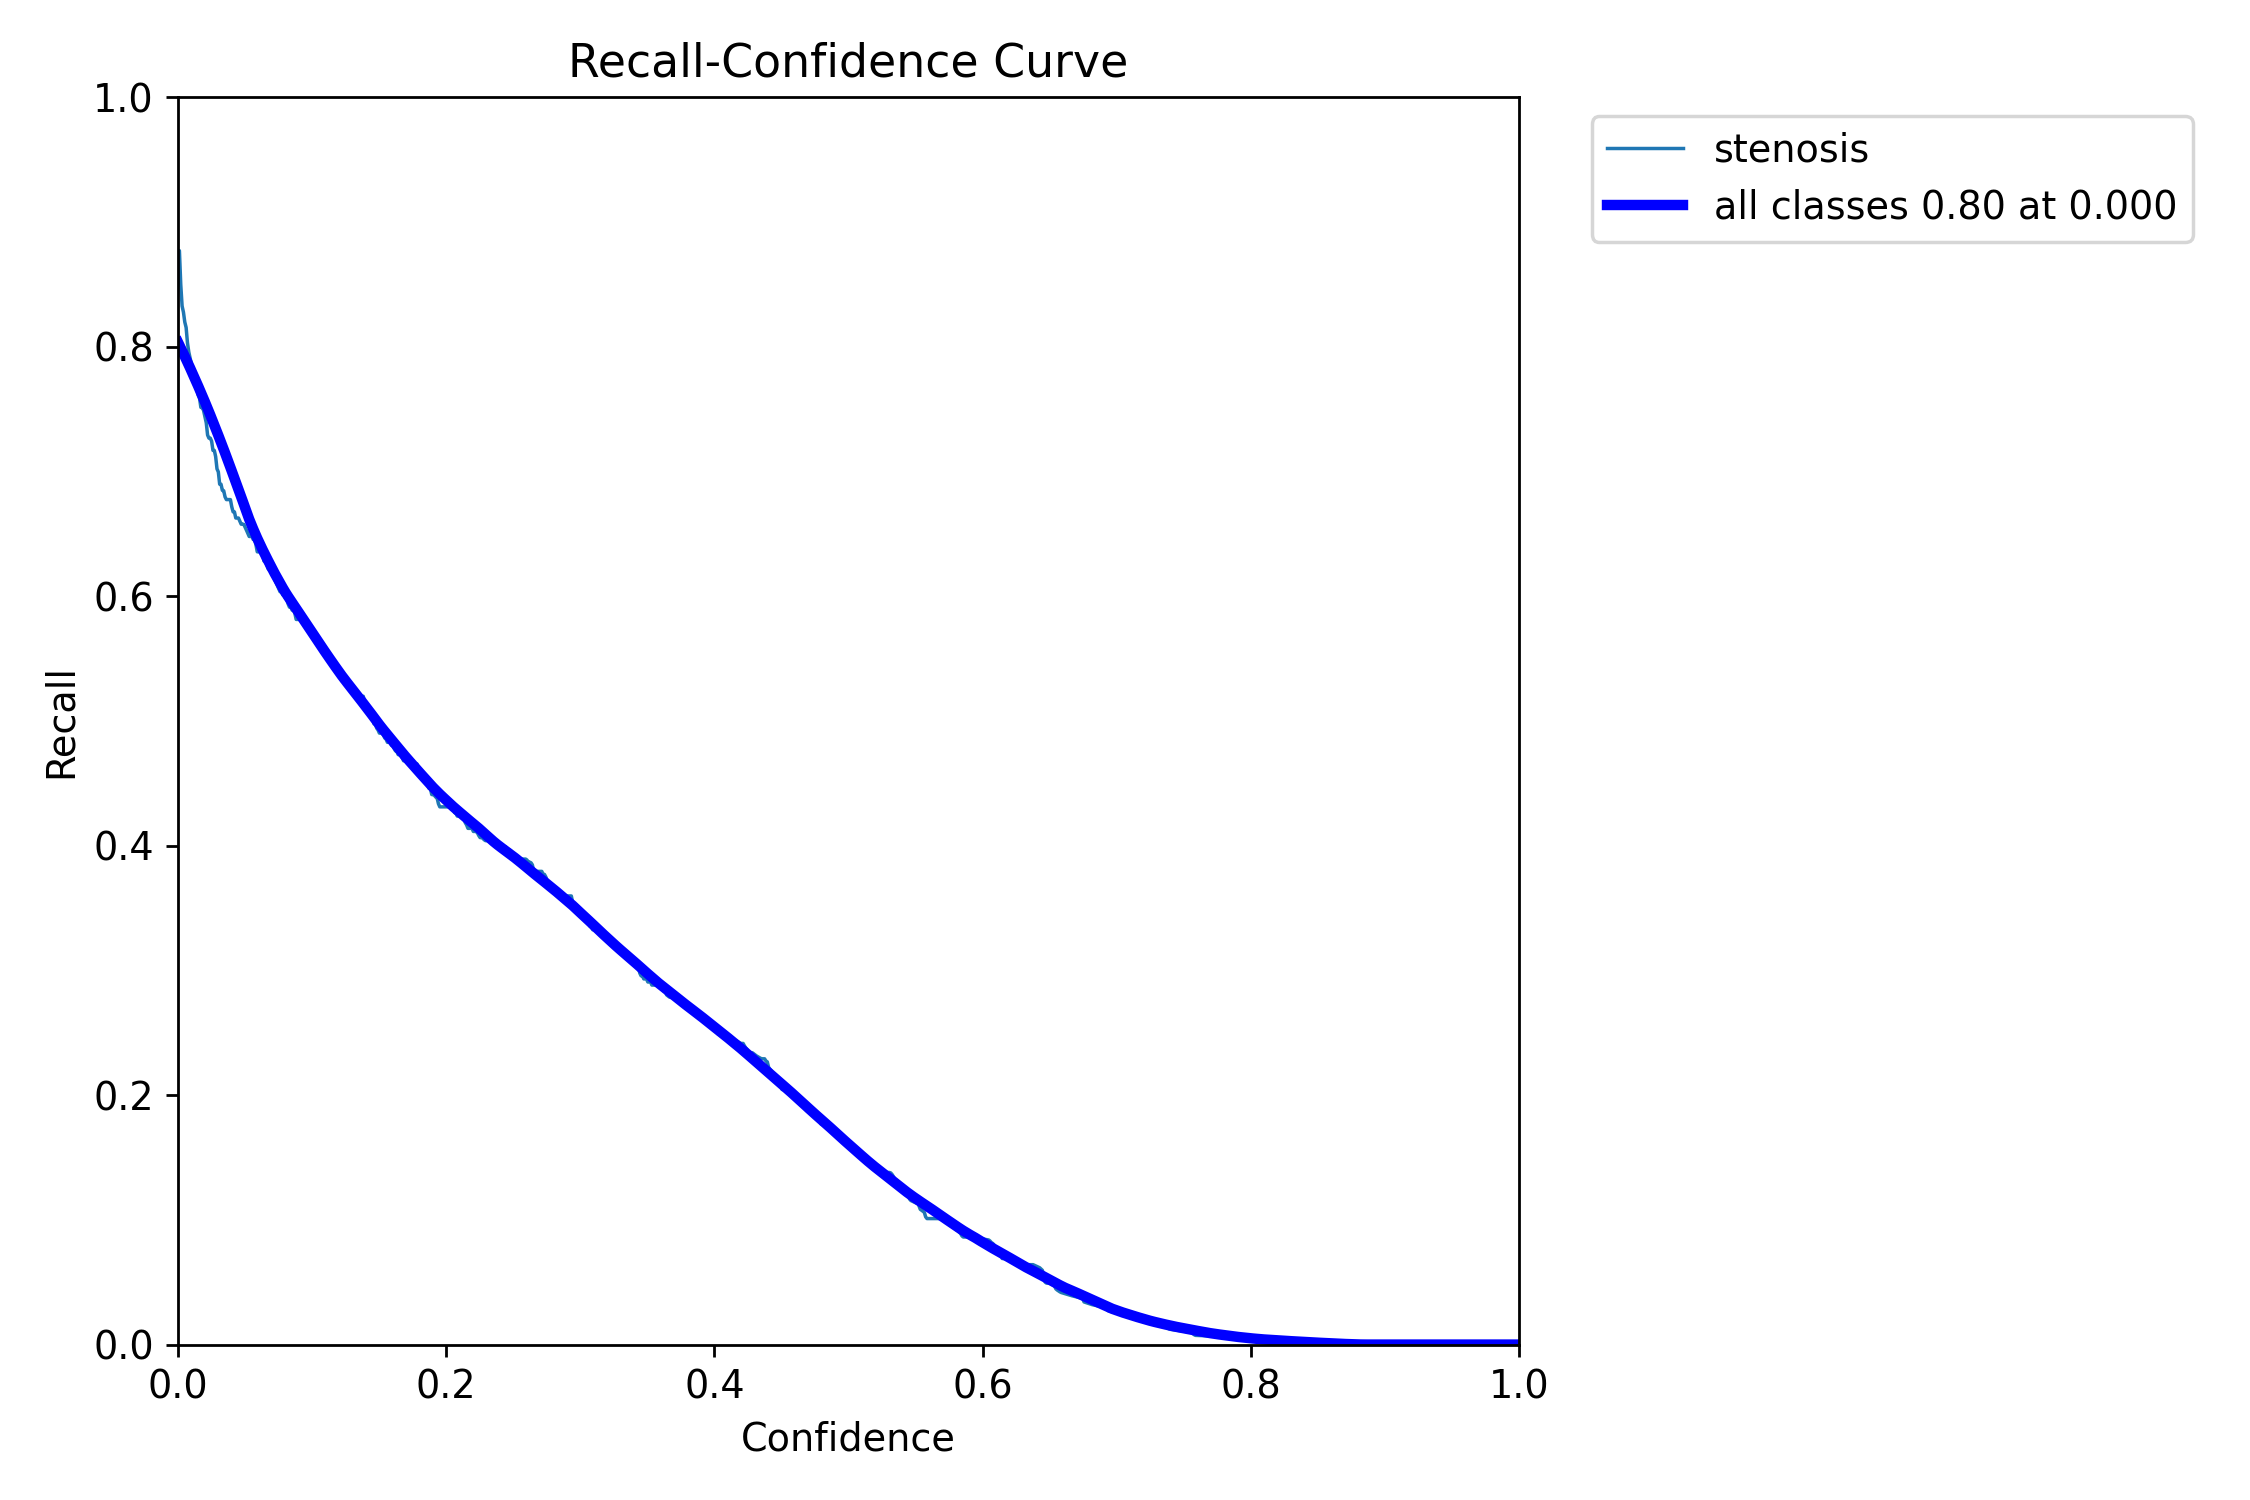 Recall-Confidence Curve
1.0
0.8
0.6
0.4
0.2
0.0
Recall
0.0 0.2 0.4 0.6 0.8 1.0
Confidence
stenosis
all classes 0.80 at 0.000